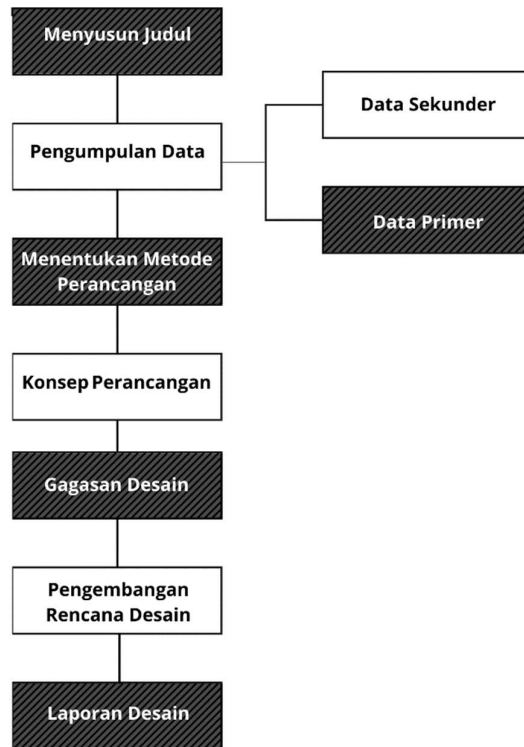 Menyusun Judul
Pengumpulan Data
Data Sekunder
Data Primer
Menentukan Metode
Perancangan
Konsep Perancangan
Gagasan Desain
Pengembangan
Rencana Desain
Laporan Desain